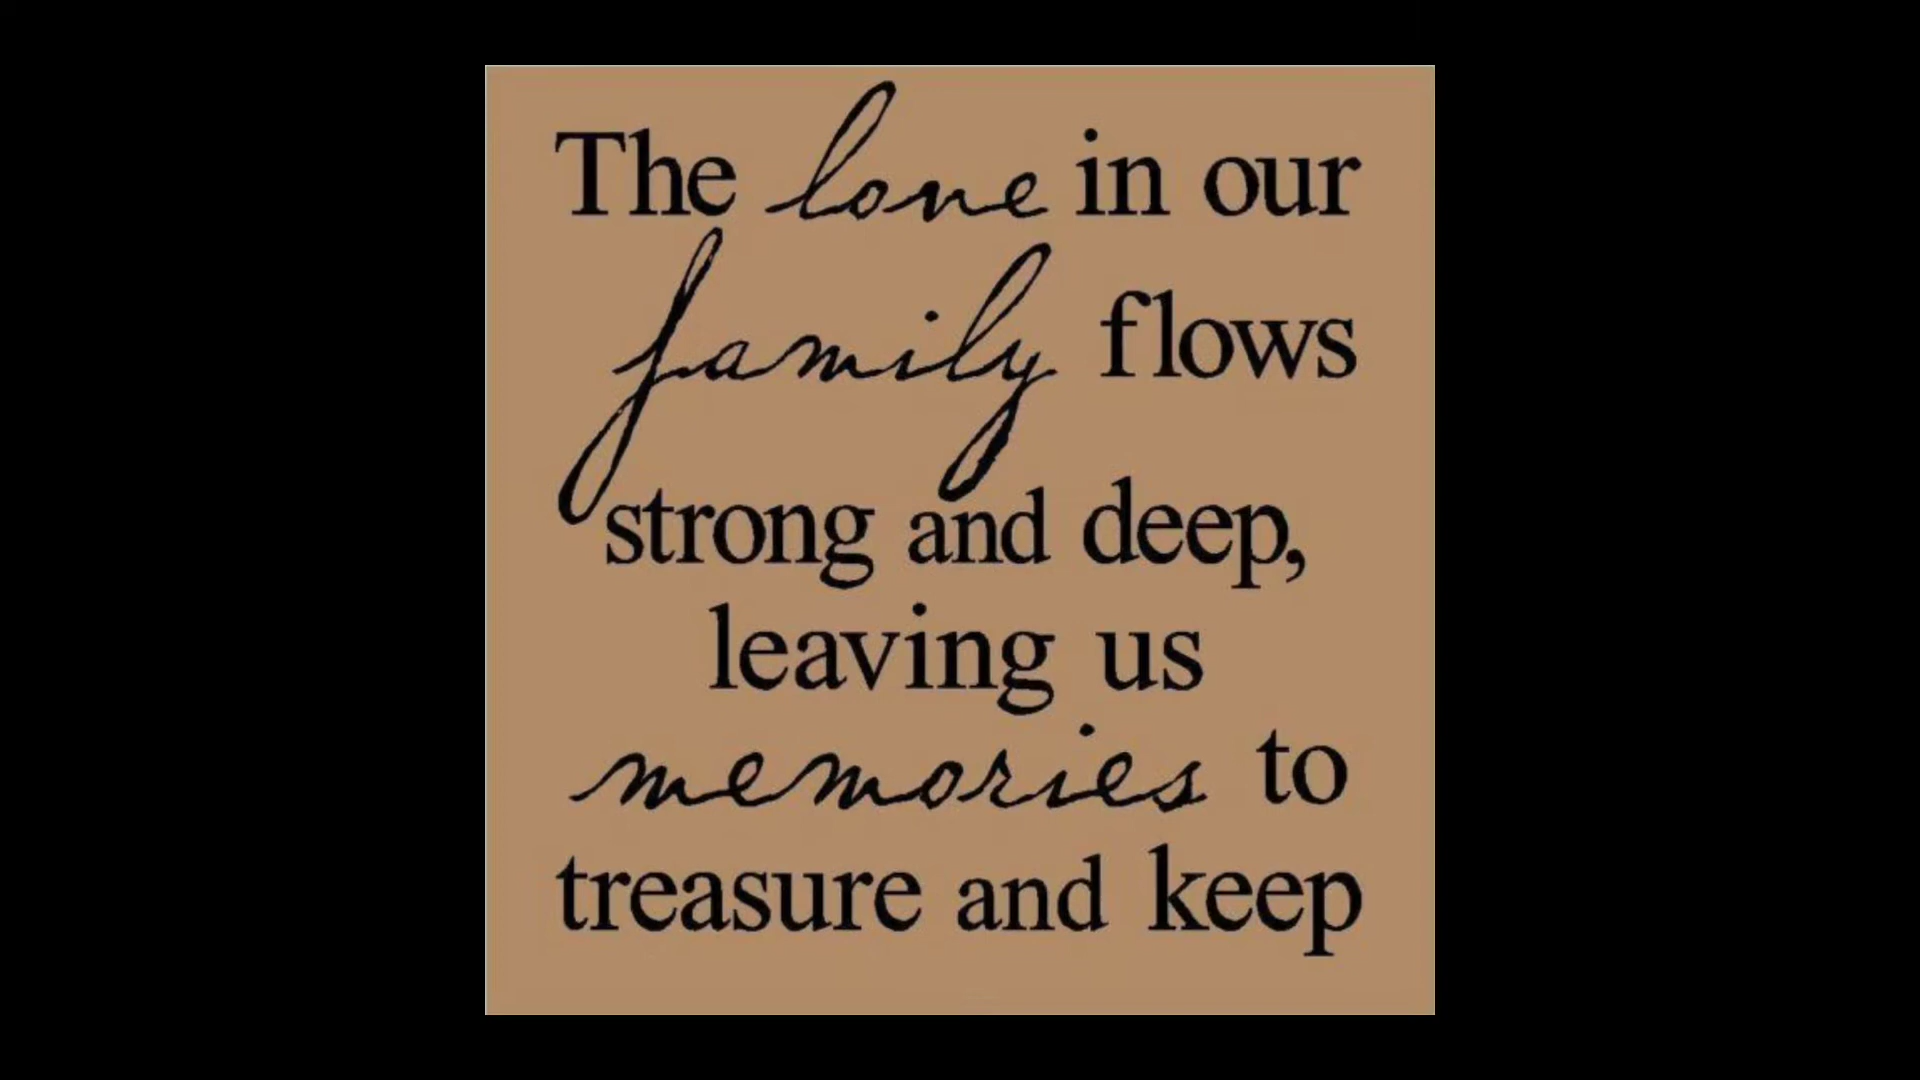 The love in our
family flows
strong and deep,
leaving us
memories to
treasure and keep